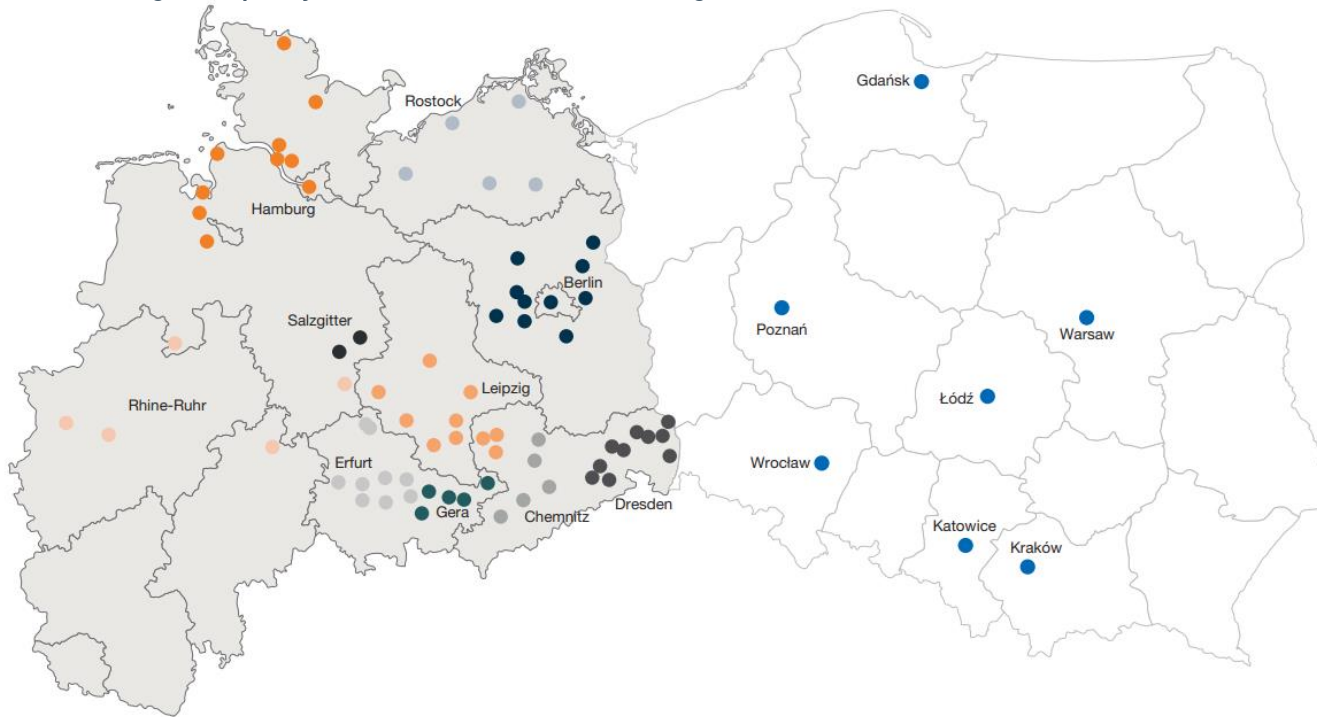 Gdańsk
Rostock
Hamburg
Berlin
Salzgitter
Poznań
Warsaw
Leipzig
Łódź
Rhine-Ruhr
Erfurt
Wrocław
Gera
Chemnitz
Dresden
Katowice
Kraków